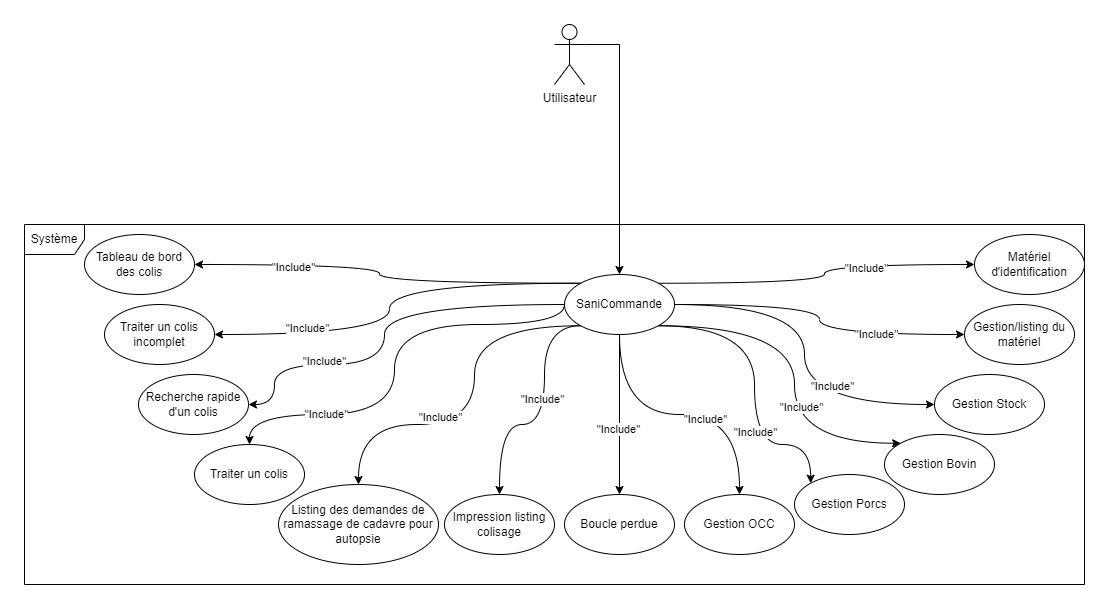 Utilisateur
Système
Tableau de bord
des colis
"Include"
"Include"
Matériel
d'identification
SaniCommande
Traiter un colis
incomplet
"Include"
"Include"
Gestion/listing du
matériel
Recherche rapide
d'un colis
"Include"
"Include"
Gestion Stock
Traiter un colis
"Include"
"Include"
"Include"
"Include"
"Include"
"Include"
"Include"
"Include"
Gestion Bovin
Listing des demandes de
ramassage de cadavre pour
autopsie
Impression listing
colisage
Boucle perdue
Gestion OCC
Gestion Porcs